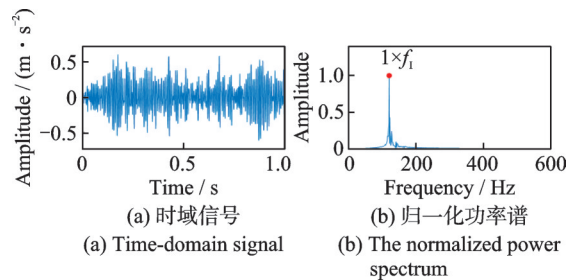 Amplitude / (m · s⁻²)
0.5
0
−0.5
0
0.5
1.0
Time / s
(a) 时域信号
(a) Time-domain signal
Amplitude
1×f₁
1.0
0.5
0
0
200
400
600
Frequency / Hz
(b) 归一化功率谱
(b) The normalized power
spectrum